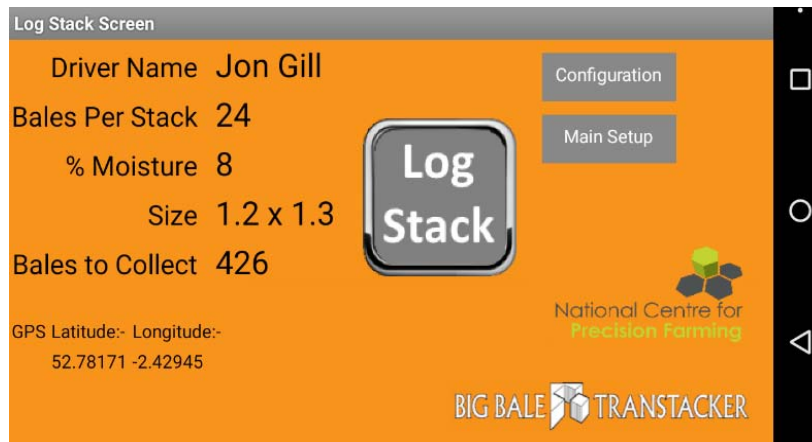 Log Stack Screen
Driver Name Jon Gill
Configuration
Bales Per Stack 24
Main Setup
% Moisture 8
Log
Stack
Size 1.2 x 1.3
Bales to Collect 426
National Centre for
Precision Farming
GPS Latitude:- Longitude:-
52.78171 -2.42945
BIG BALE TRANSTACKER